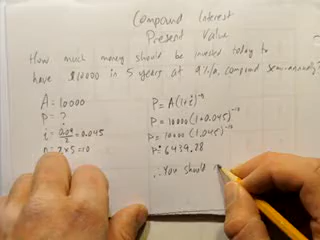 Compound Interest
Present Value
How much money should be invested today to
have $10000 in 5 years at 9%, compound semi-annually?
A = 10000
P = ?
i = 0.09/2 = 0.045
n = 2 × 5 = 10
P = A(1+i)⁻ⁿ
P = 10000(1+0.045)⁻¹⁰
P = 10000(1.045)⁻¹⁰
P = 6439.28
∴ You should